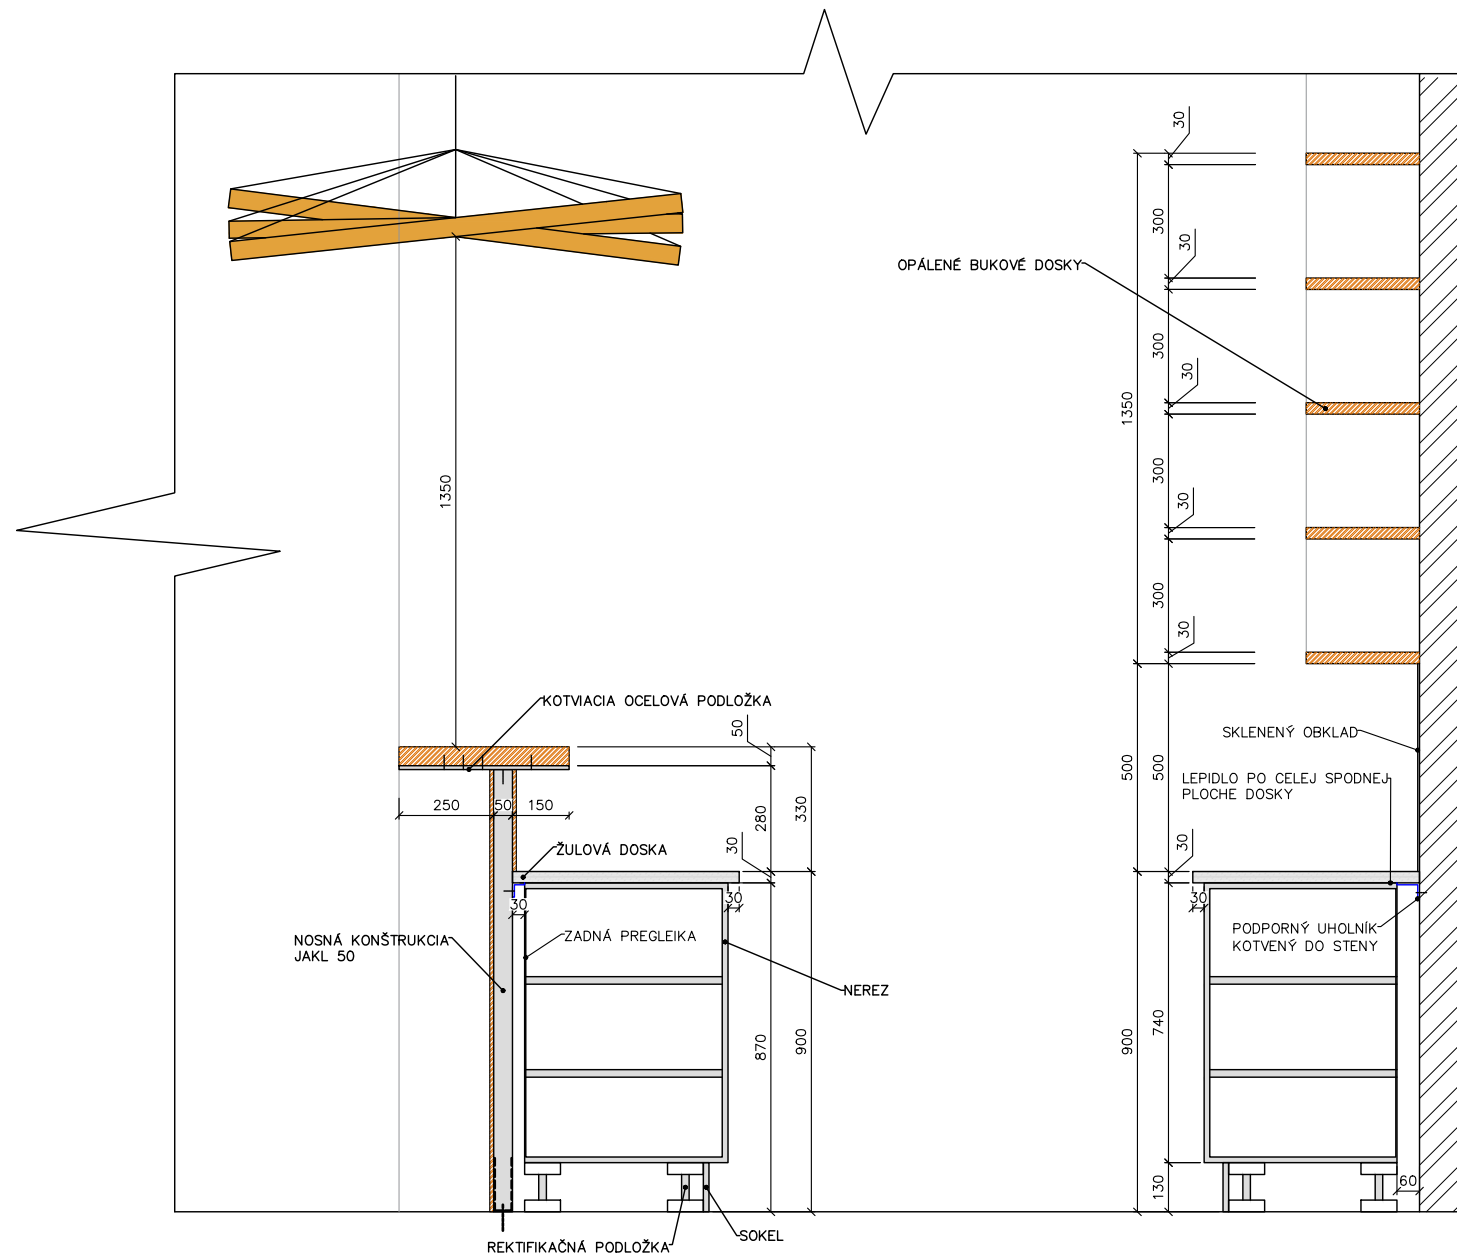 30
300
30
OPÁLENÉ BUKOVÉ DOSKY
300
30
1350
1350
300
30
300
30
KOTVIACIA OCELOVÁ PODLOŽKA
50
SKLENENÝ OBKLAD
500
500
LEPIDLO PO CELEJ SPODNEJ
PLOCHE DOSKY
250
50
150
280
330
30
30
ŽULOVÁ DOSKA
30
30
30
ZADNÁ PREGLEIKA
NOSNÁ KONŠTRUKCIA
JAKL 50
PODPORNÝ UHOLNÍK
KOTVENÝ DO STENY
NEREZ
870
900
900
740
130
60
SOKEL
REKTIFIKAČNÁ PODLOŽKA